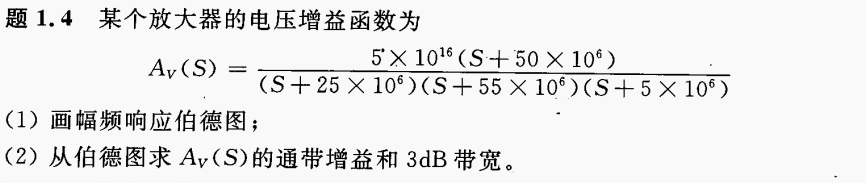 题 1.4 某个放大器的电压增益函数为
A_V(S) = 5×10^16(S+50×10^6) / (S+25×10^6)(S+55×10^6)(S+5×10^6)
(1) 画幅频响应伯德图;
(2) 从伯德图求 A_V(S)的通带增益和 3dB 带宽。